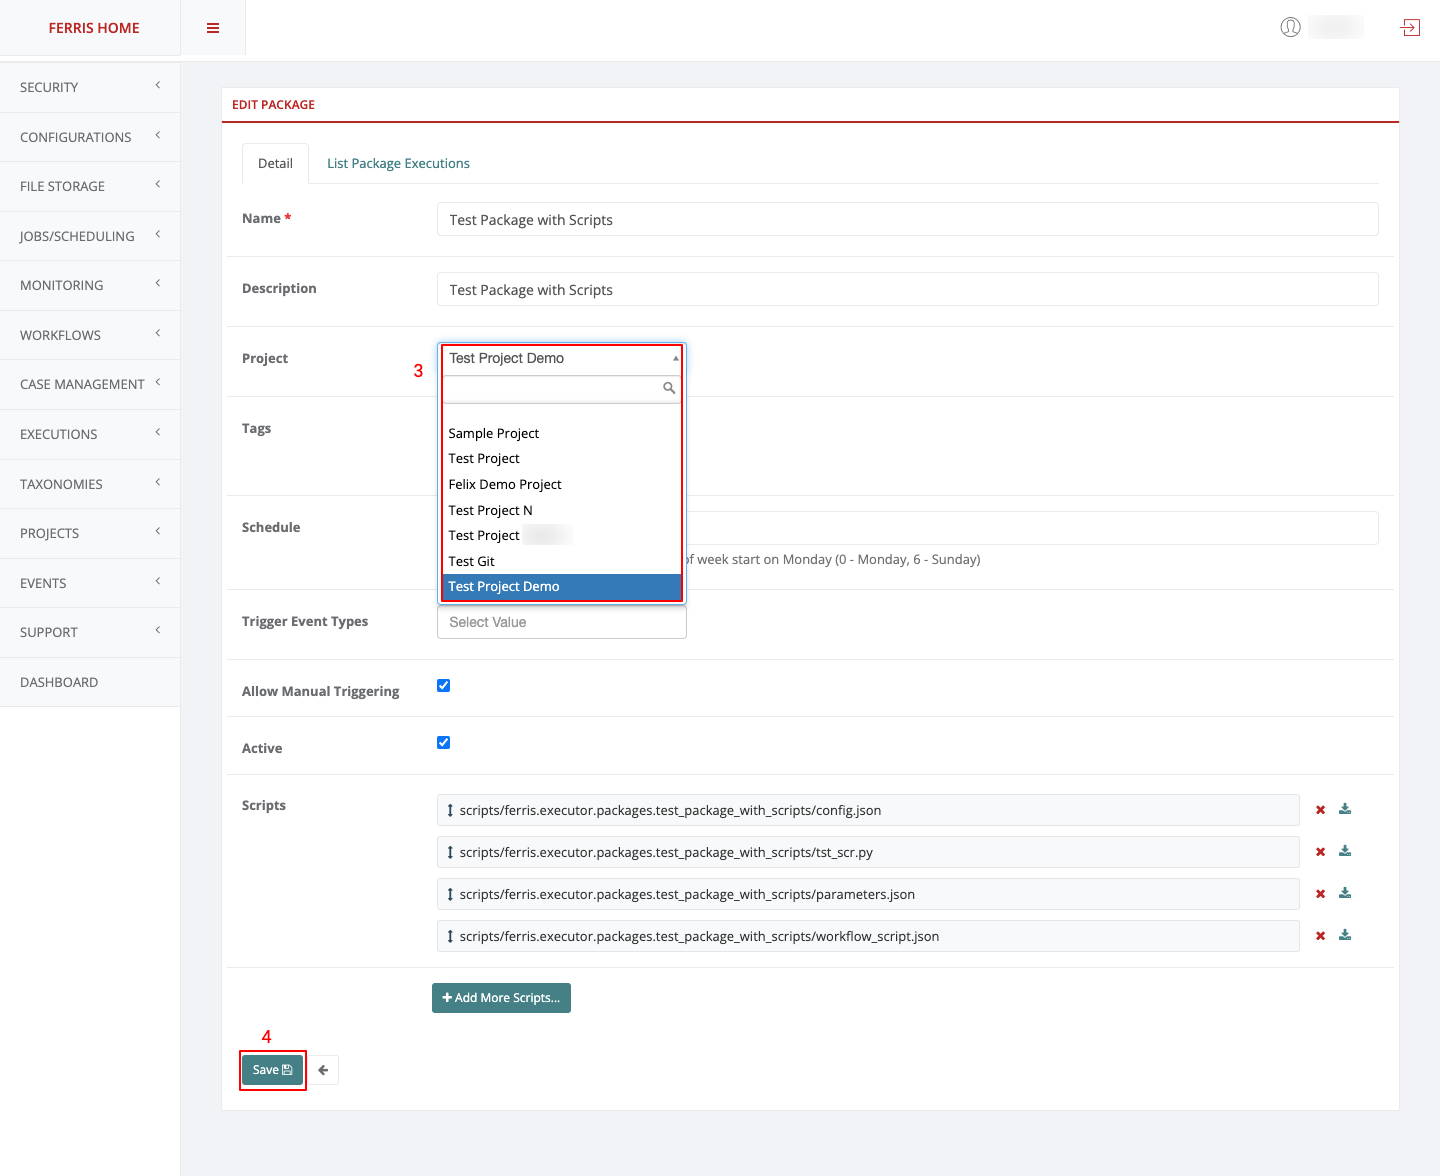 FERRIS HOME
SECURITY
CONFIGURATIONS
FILE STORAGE
JOBS/SCHEDULING
MONITORING
WORKFLOWS
CASE MANAGEMENT
EXECUTIONS
TAXONOMIES
PROJECTS
EVENTS
SUPPORT
DASHBOARD
EDIT PACKAGE
Detail List Package Executions
Name * Test Package with Scripts
Description Test Package with Scripts
Project 3 Test Project Demo
Sample Project
Test Project
Felix Demo Project
Test Project N
Test Project
Test Git
Test Project Demo
Tags
Schedule
of week start on Monday (0 - Monday, 6 - Sunday)
Trigger Event Types Select Value
Allow Manual Triggering
Active
Scripts scripts/ferris.executor.packages.test_package_with_scripts/config.json
scripts/ferris.executor.packages.test_package_with_scripts/tst_scr.py
scripts/ferris.executor.packages.test_package_with_scripts/parameters.json
scripts/ferris.executor.packages.test_package_with_scripts/workflow_script.json
Add More Scripts...
4
Save